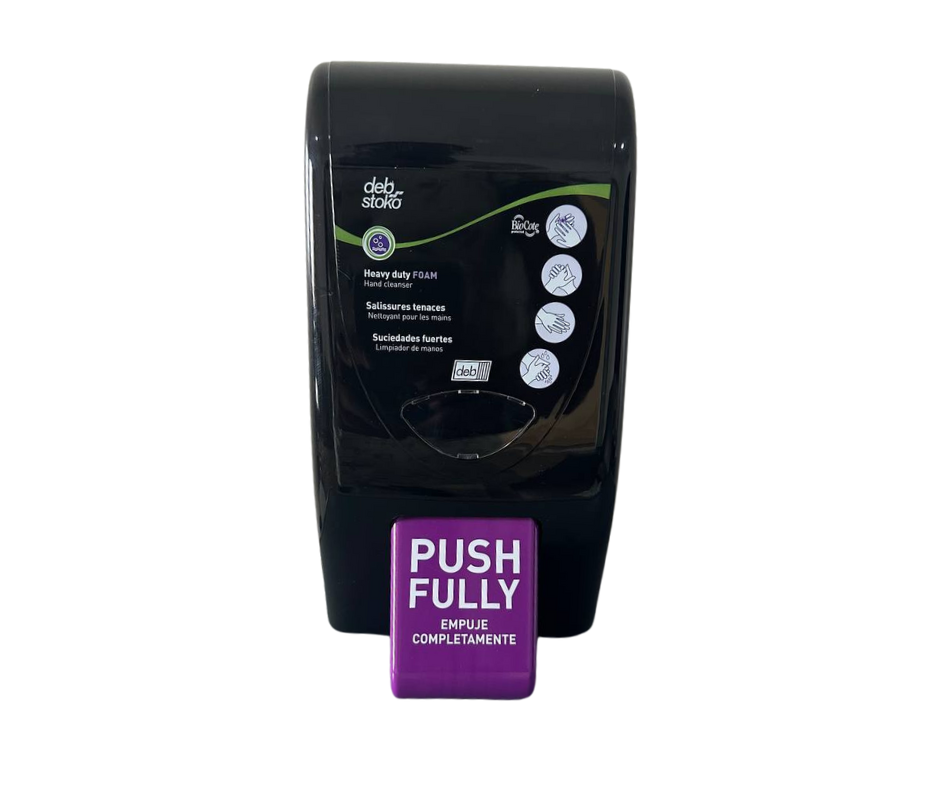 deb
stoko
BioCote
Heavy duty FOAM
Hand cleanser
Salissures tenaces
Nettoyant pour les mains
Suciedades fuertes
Limpiador de manos
deb
PUSH
FULLY
EMPUJE
COMPLETAMENTE